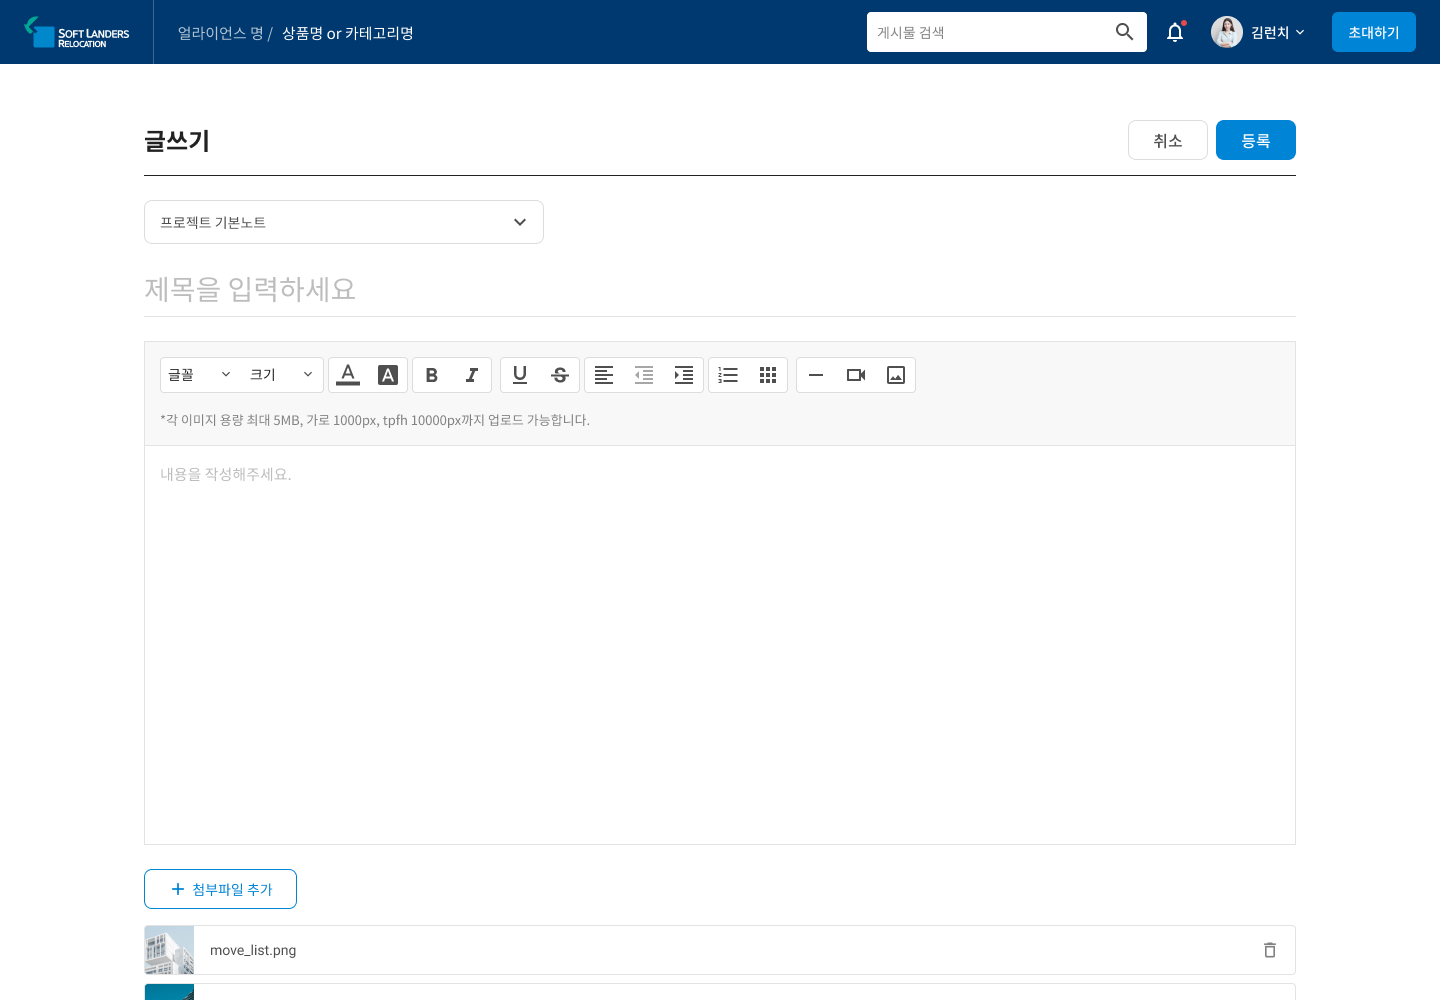 SOFT LANDERS
RELOCATION
얼라이언스 명 / 상품명 or 카테고리명
게시물 검색
김런치
초대하기
글쓰기
취소
등록
프로젝트 기본노트
제목을 입력하세요
글꼴
크기
*각 이미지 용량 최대 5MB, 가로 1000px, tpfh 10000px까지 업로드 가능합니다.
내용을 작성해주세요.
+ 첨부파일 추가
move_list.png